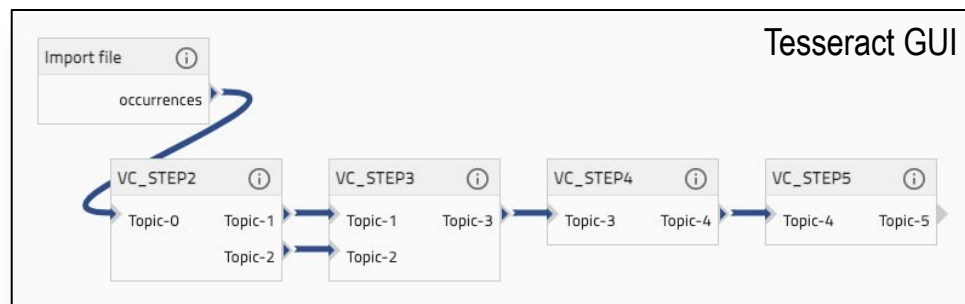 Tesseract GUI
Import file
occurrences
VC_STEP2
Topic-0 Topic-1
Topic-2
VC_STEP3
Topic-1 Topic-3
Topic-2
VC_STEP4
Topic-3 Topic-4
VC_STEP5
Topic-4 Topic-5